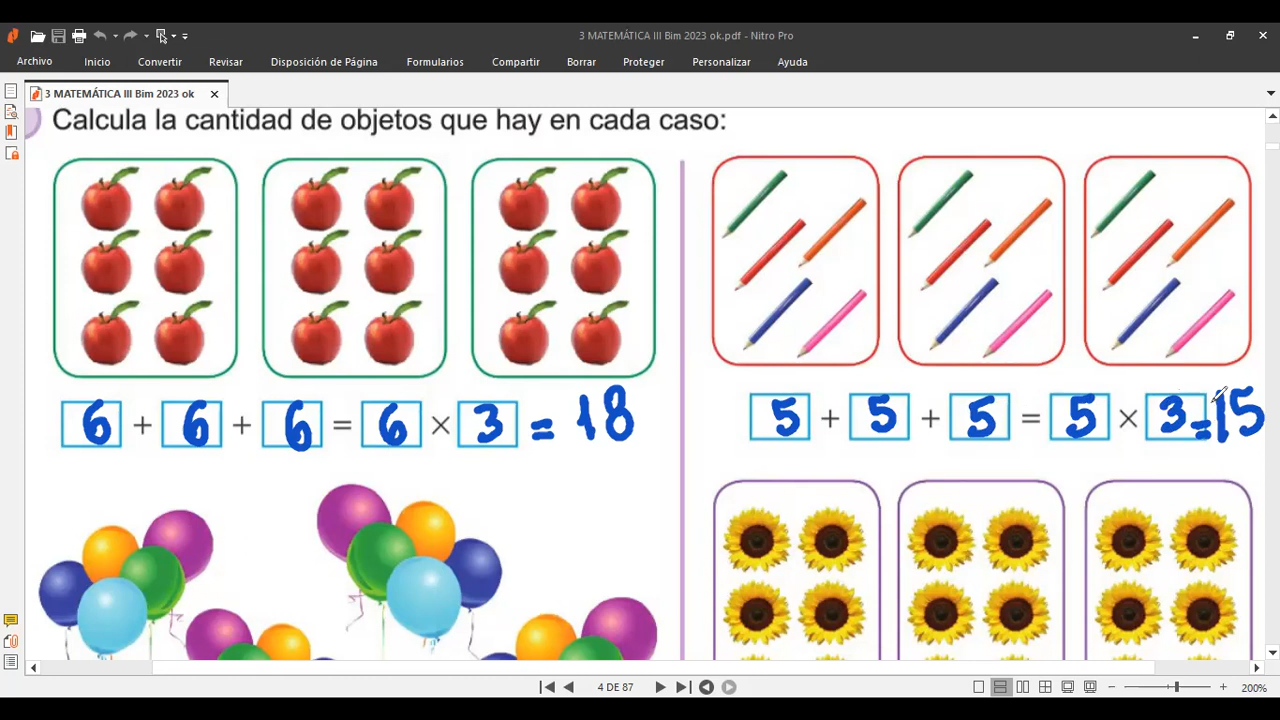 3 MATEMÁTICA III Bim 2023 ok.pdf - Nitro Pro
Archivo Inicio Convertir Revisar Disposición de Página Formularios Compartir Borrar Proteger Personalizar Ayuda
3 MATEMÁTICA III Bim 2023 ok
Calcula la cantidad de objetos que hay en cada caso:
6 + 6 + 6 = 6 × 3 = 18
5 + 5 + 5 = 5 × 3 = 15
4 DE 87
200%